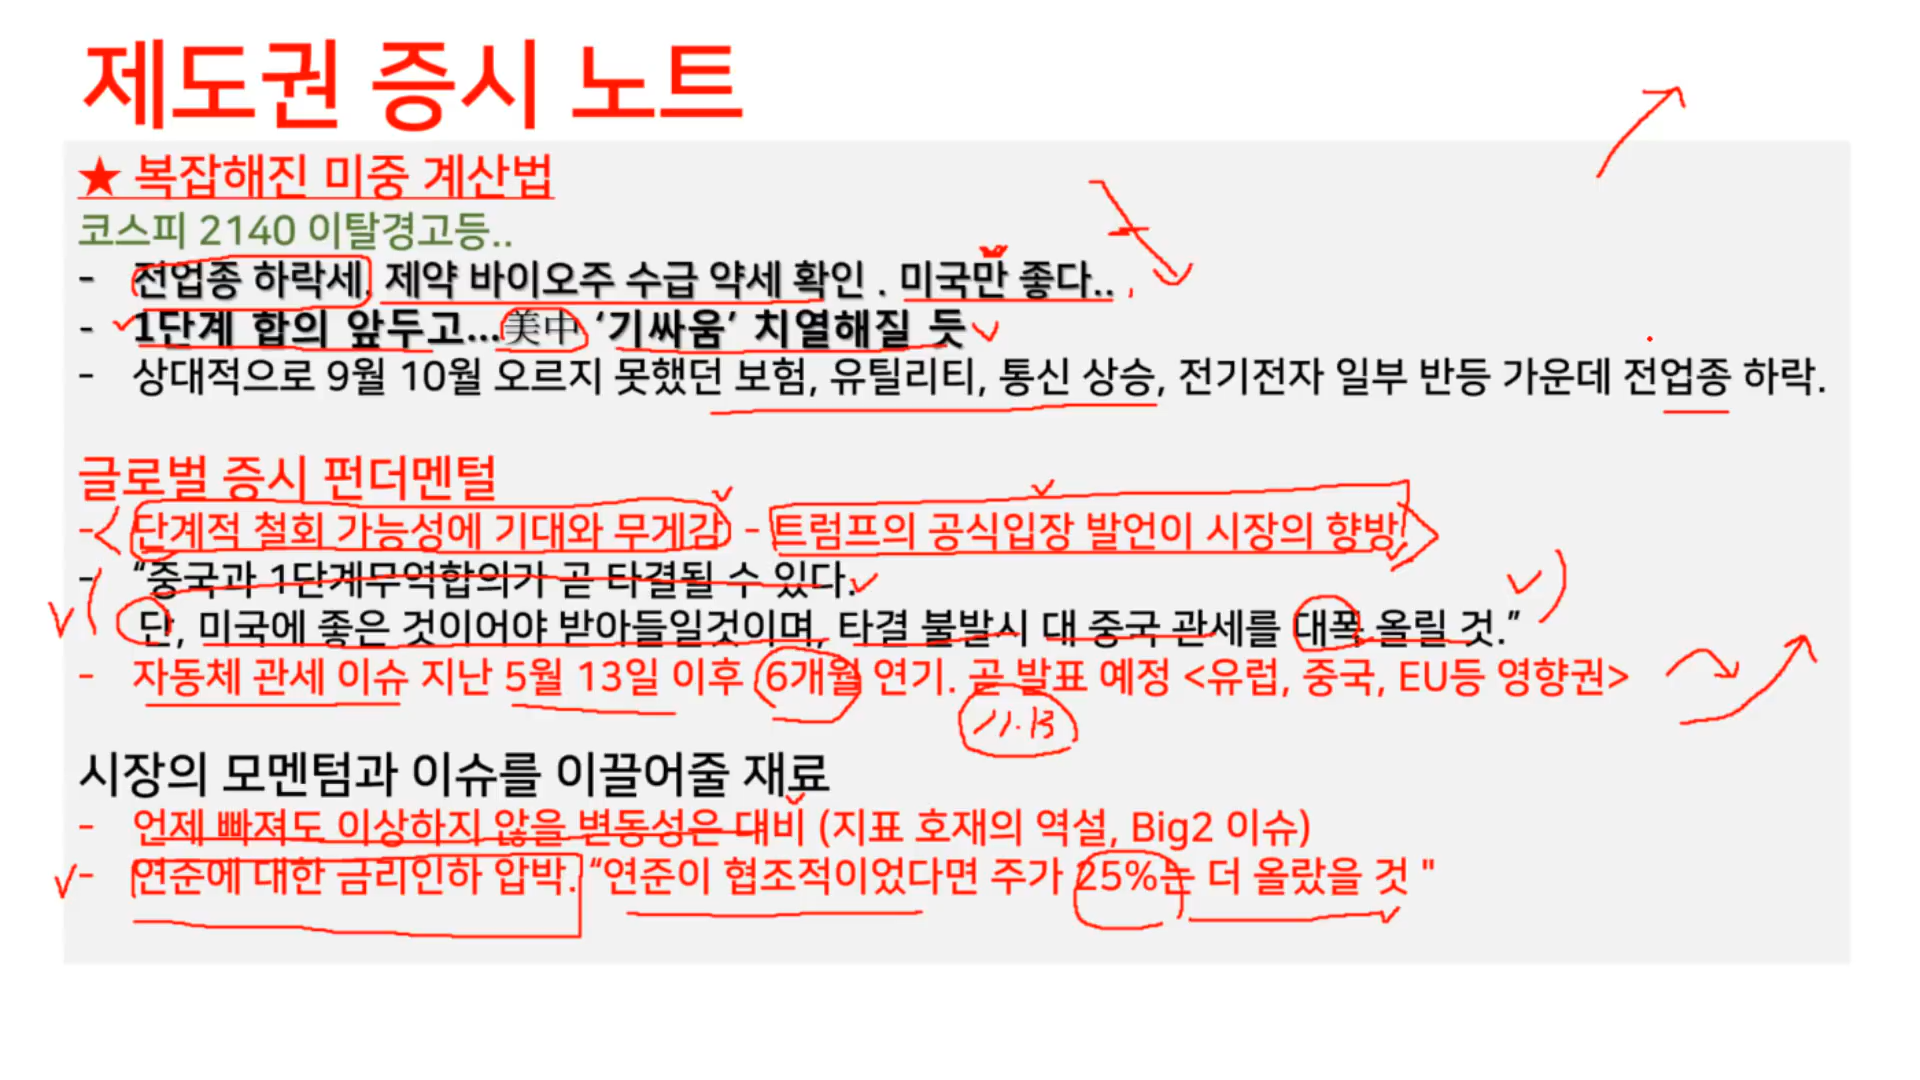 제도권 증시 노트
★ 복잡해진 미중 계산법
코스피 2140 이탈경고등..
- 전업종 하락세. 제약 바이오주 수급 약세 확인 . 미국만 좋다..
- 1단계 합의 앞두고...美中 ‘기싸움’ 치열해질 듯
- 상대적으로 9월 10월 오르지 못했던 보험, 유틸리티, 통신 상승, 전기전자 일부 반등 가운데 전업종 하락.
글로벌 증시 펀더멘털
- 단계적 철회 가능성에 기대와 무게감 - 트럼프의 공식입장 발언이 시장의 향방!
- “중국과 1단계무역합의가 곧 타결될 수 있다.
단, 미국에 좋은 것이어야 받아들일것이며, 타결 불발시 대 중국 관세를 대폭 올릴 것.”
- 자동체 관세 이슈 지난 5월 13일 이후 6개월 연기. 곧 발표 예정 <유럽, 중국, EU등 영향권>
11.13
시장의 모멘텀과 이슈를 이끌어줄 재료
- 언제 빠져도 이상하지 않을 변동성은 대비 (지표 호재의 역설, Big2 이슈)
- 연준에 대한 금리인하 압박. “연준이 협조적이었다면 주가 25%는 더 올랐을 것 "